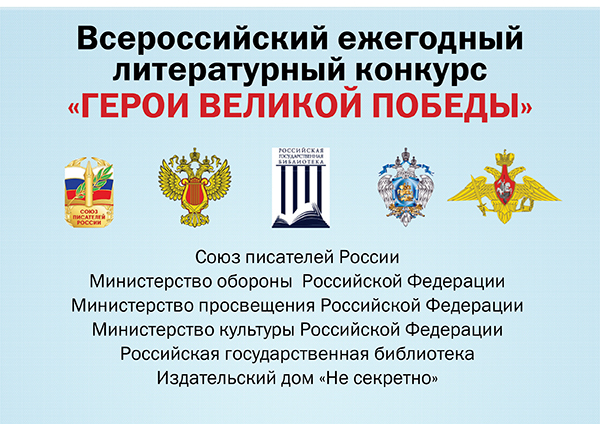 Всероссийский ежегодный
литературный конкурс
«ГЕРОИ ВЕЛИКОЙ ПОБЕДЫ»
РОССИЙСКАЯ
ГОСУДАРСТВЕННАЯ
БИБЛИОТЕКА
СОЮЗ
ПИСАТЕЛЕЙ
РОССИИ
Союз писателей России
Министерство обороны Российской Федерации
Министерство просвещения Российской Федерации
Министерство культуры Российской Федерации
Российская государственная библиотека
Издательский дом «Не секретно»